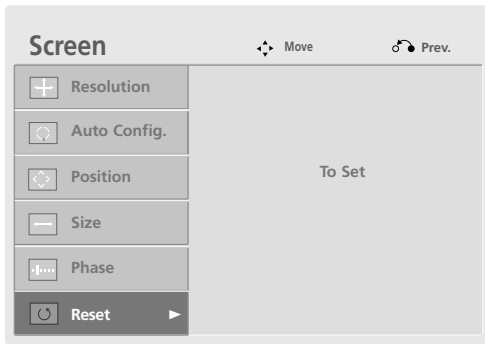 Screen
Move
Prev.
Resolution
Auto Config.
Position
Size
Phase
Reset
To Set